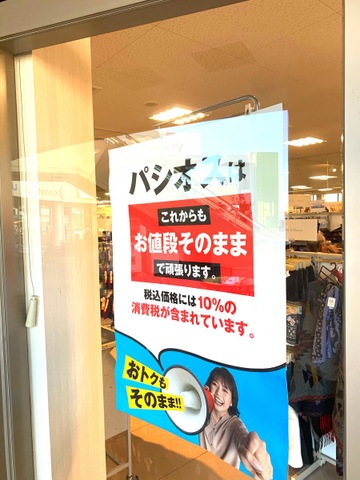 パシオスは
これからも
お値段そのまま
で頑張ります。
税込価格には10%の
消費税が含まれています。
おトクも
そのまま!!